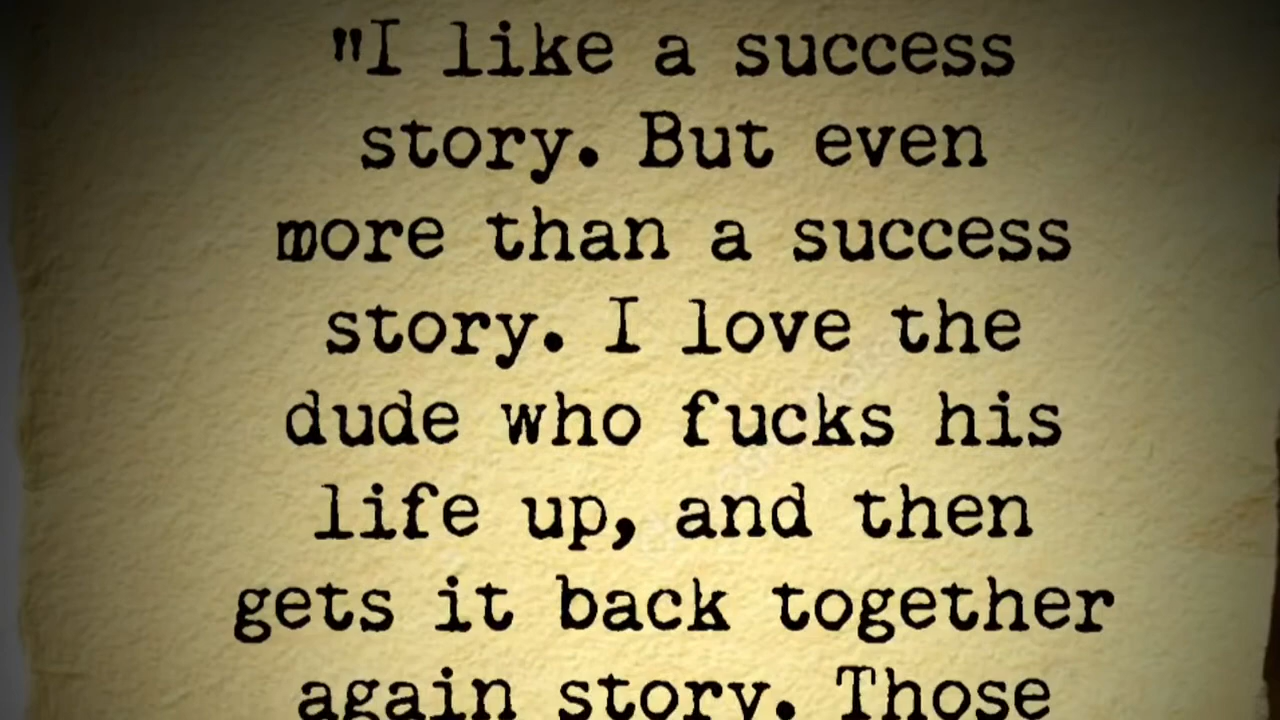 "I like a success
story. But even
more than a success
story. I love the
dude who fucks his
life up, and then
gets it back together
again story. Those